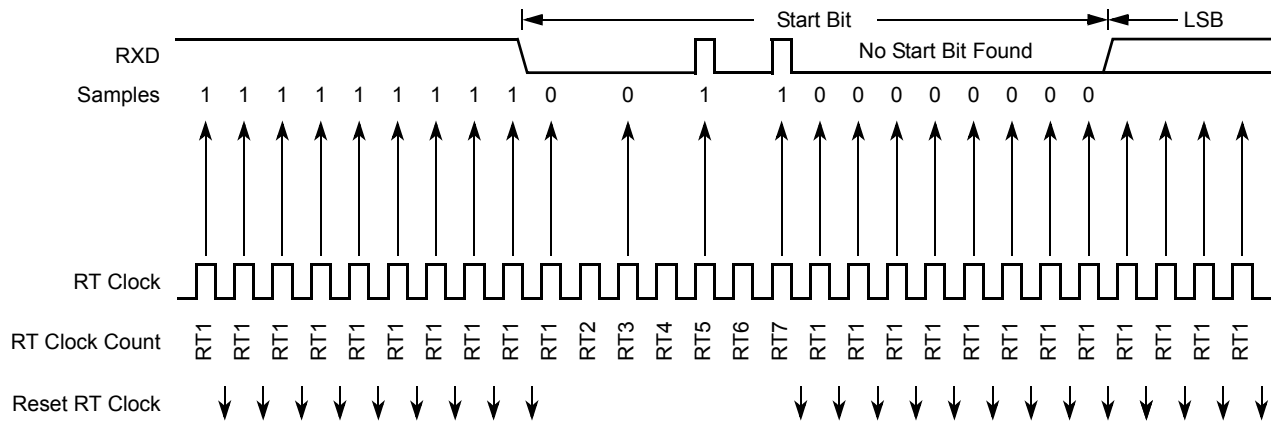 Start Bit LSB
RXD No Start Bit Found
Samples 1 1 1 1 1 1 1 1 1 0 0 1 1 0 0 0 0 0 0 0 0
RT Clock
RT Clock Count RT1 RT1 RT1 RT1 RT1 RT1 RT1 RT1 RT1 RT1 RT2 RT3 RT4 RT5 RT6 RT7 RT1 RT1 RT1 RT1 RT1 RT1 RT1 RT1 RT1 RT1 RT1 RT1
Reset RT Clock